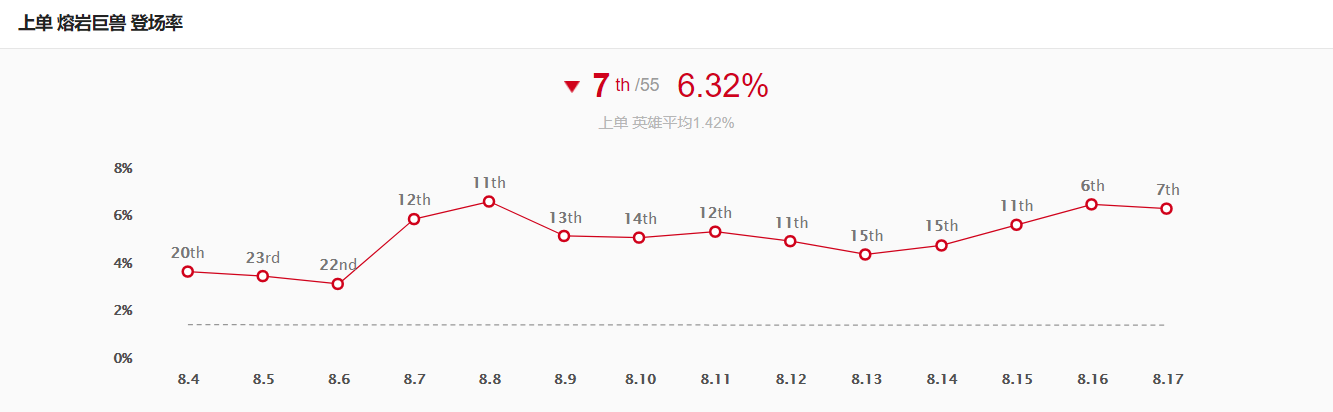 上单 熔岩巨兽 登场率
7 th /55 6.32%
上单 英雄平均1.42%
8%
6%
4%
2%
0%
20th
23rd
22nd
12th
11th
13th
14th
12th
11th
15th
15th
11th
6th
7th
8.4 8.5 8.6 8.7 8.8 8.9 8.10 8.11 8.12 8.13 8.14 8.15 8.16 8.17